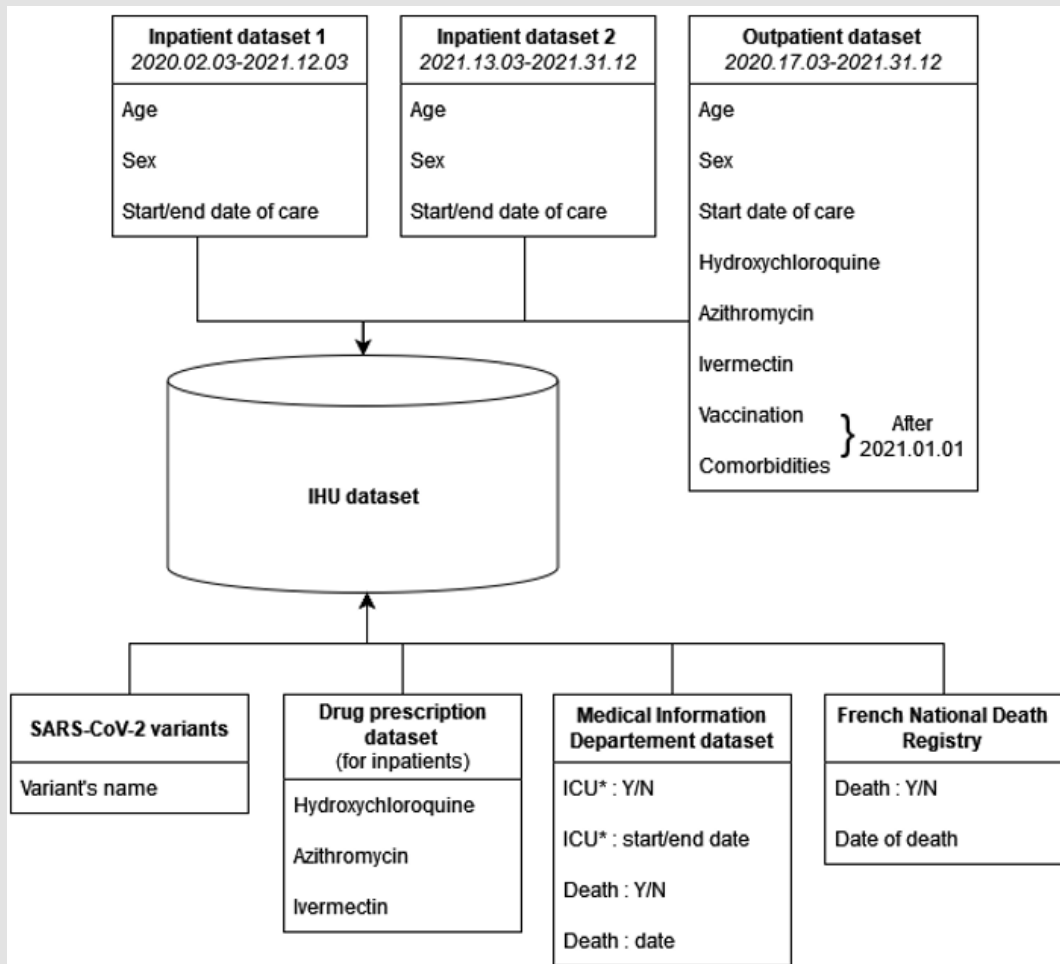 Inpatient dataset 1
2020.02.03-2021.12.03
Age
Sex
Start/end date of care
Inpatient dataset 2
2021.13.03-2021.31.12
Age
Sex
Start/end date of care
Outpatient dataset
2020.17.03-2021.31.12
Age
Sex
Start date of care
Hydroxychloroquine
Azithromycin
Ivermectin
Vaccination
Comorbidities
} After
2021.01.01
IHU dataset
SARS-CoV-2 variants
Variant's name
Drug prescription
dataset
(for inpatients)
Hydroxychloroquine
Azithromycin
Ivermectin
Medical Information
Departement dataset
ICU* : Y/N
ICU* : start/end date
Death : Y/N
Death : date
French National Death
Registry
Death : Y/N
Date of death